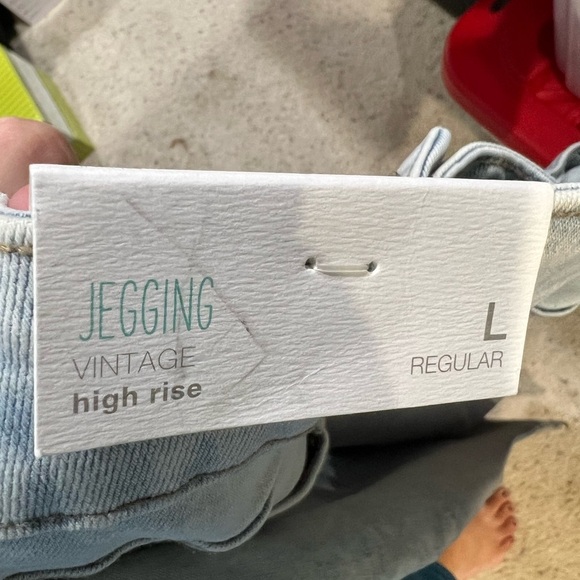 JEGGING
VINTAGE
high rise
L
REGULAR